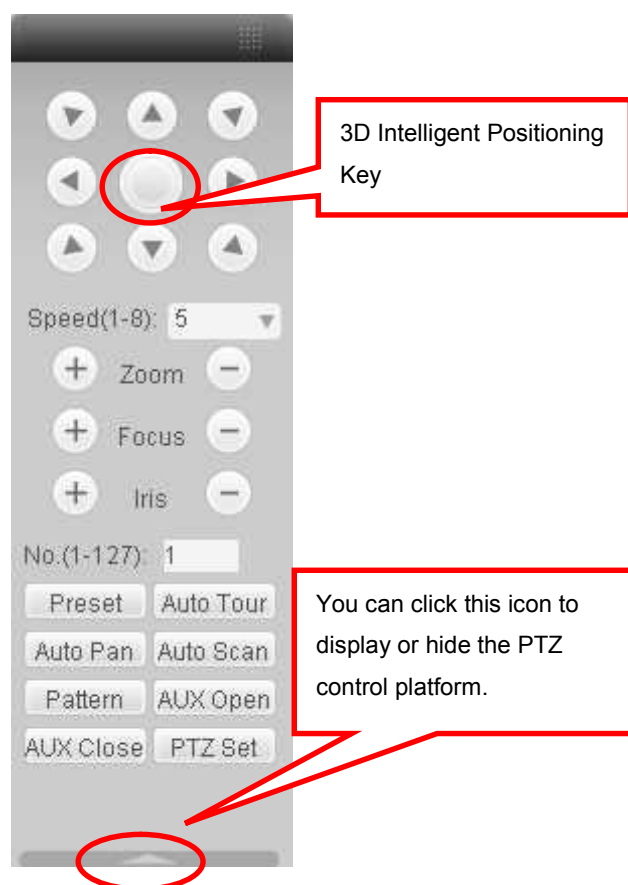 3D Intelligent Positioning
Key
Speed(1-8): 5
Zoom
Focus
Iris
No.(1-127): 1
Preset Auto Tour
Auto Pan Auto Scan
Pattern AUX Open
AUX Close PTZ Set
You can click this icon to
display or hide the PTZ
control platform.